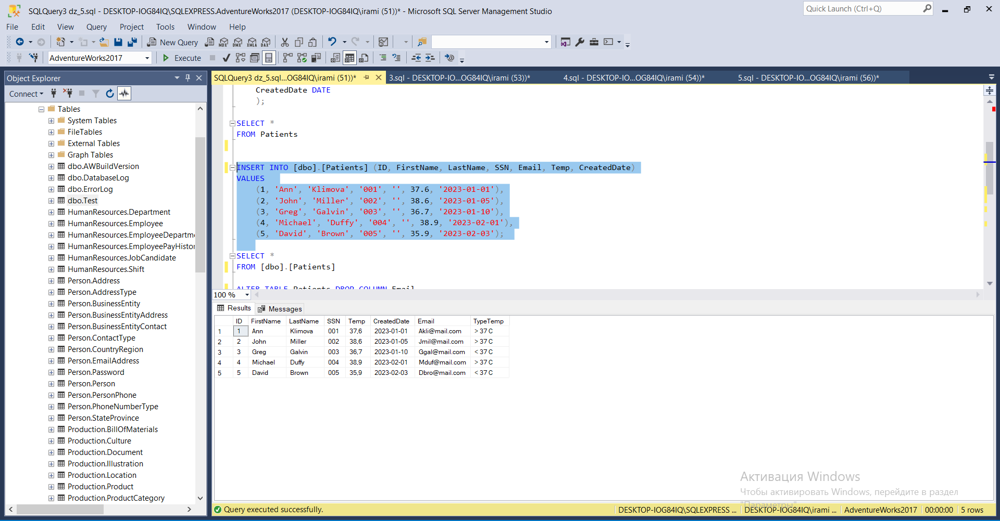 SQLQuery3 dz_5.sql - DESKTOP-IOG84IQ\SQLEXPRESS.AdventureWorks2017 (DESKTOP-IOG84IQ\irami (51))* - Microsoft SQL Server Management Studio
Quick Launch (Ctrl+Q)
File Edit View Query Project Tools Window Help
New Query MDX DMX XMLA DAX
AdventureWorks2017 Execute
Object Explorer
Connect
Tables
System Tables
FileTables
External Tables
Graph Tables
dbo.AWBuildVersion
dbo.DatabaseLog
dbo.ErrorLog
dbo.Test
HumanResources.Department
HumanResources.Employee
HumanResources.EmployeeDepartme
HumanResources.EmployeePayHistor
HumanResources.JobCandidate
HumanResources.Shift
Person.Address
Person.AddressType
Person.BusinessEntity
Person.BusinessEntityAddress
Person.BusinessEntityContact
Person.ContactType
Person.CountryRegion
Person.EmailAddress
Person.Password
Person.Person
Person.PersonPhone
Person.PhoneNumberType
Person.StateProvince
Production.BillOfMaterials
Production.Culture
Production.Document
Production.Illustration
Production.Location
Production.Product
Production.ProductCategory
SQLQuery3 dz_5.sql...OG84IQ\irami (51))* 3.sql - DESKTOP-IO...OG84IQ\irami (53))* 4.sql - DESKTOP-IO...OG84IQ\irami (54))* 5.sql - DESKTOP-IO...OG84IQ\irami (56))*
CreatedDate DATE
);
SELECT *
FROM Patients
INSERT INTO [dbo].[Patients] (ID, FirstName, LastName, SSN, Email, Temp, CreatedDate)
VALUES
(1, 'Ann', 'Klimova', '001', '', 37.6, '2023-01-01'),
(2, 'John', 'Miller', '002', '', 38.6, '2023-01-05'),
(3, 'Greg', 'Galvin', '003', '', 36.7, '2023-01-10'),
(4, 'Michael', 'Duffy', '004', '', 38.9, '2023-02-01'),
(5, 'David', 'Brown', '005', '', 35.9, '2023-02-03');
SELECT *
FROM [dbo].[Patients]
ALTER TABLE Patients DROP COLUMN Email
100 %
Results Messages
ID FirstName LastName SSN Temp CreatedDate Email TypeTemp
1 1 Ann Klimova 001 37,6 2023-01-01 Akli@mail.com > 37 C
2 2 John Miller 002 38,6 2023-01-05 Jmil@mail.com > 37 C
3 3 Greg Galvin 003 36,7 2023-01-10 Ggal@mail.com < 37 C
4 4 Michael Duffy 004 38,9 2023-02-01 Mduf@mail.com > 37 C
5 5 David Brown 005 35,9 2023-02-03 Dbro@mail.com < 37 C
Активация Windows
Чтобы активировать Windows, перейдите в раздел
"Параметры"
Query executed successfully. DESKTOP-IOG84IQ\SQLEXPRESS ... DESKTOP-IOG84IQ\irami ... AdventureWorks2017 00:00:00 5 rows